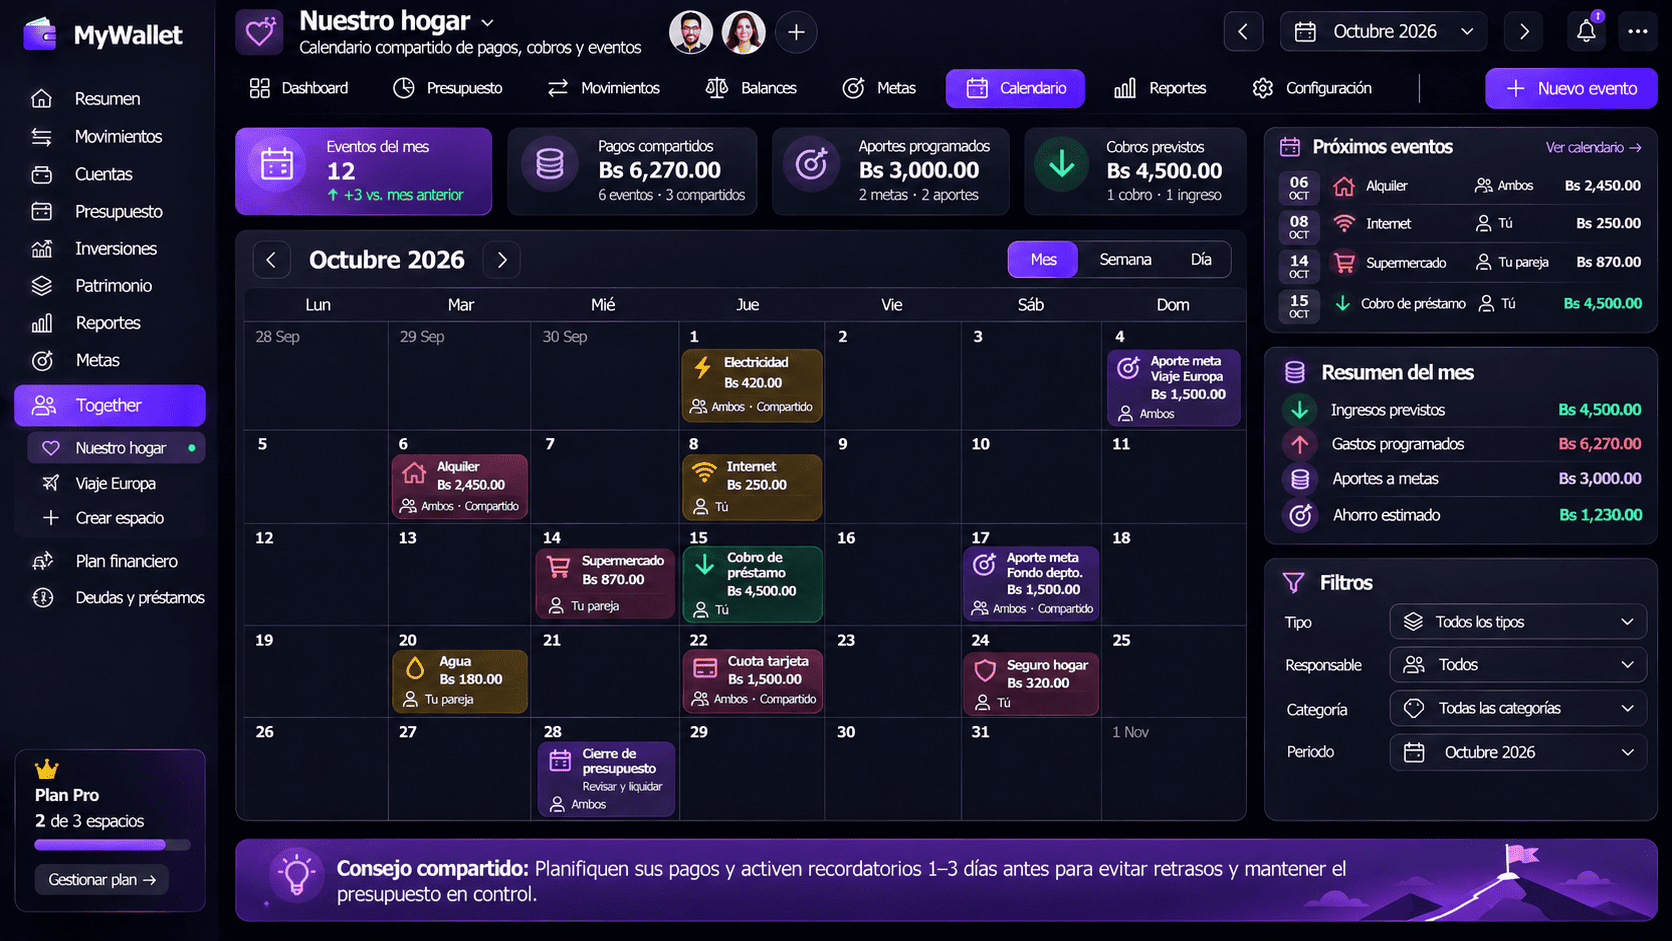 MyWallet
Resumen
Movimientos
Cuentas
Presupuesto
Inversiones
Patrimonio
Reportes
Metas
Together
Nuestro hogar
Viaje Europa
Crear espacio
Plan financiero
Deudas y préstamos
Plan Pro
2 de 3 espacios
Gestionar plan →
Nuestro hogar
Calendario compartido de pagos, cobros y eventos
Octubre 2026
1
Dashboard
Presupuesto
Movimientos
Balances
Metas
Calendario
Reportes
Configuración
Nuevo evento
Eventos del mes
12
↑ +3 vs. mes anterior
Pagos compartidos
Bs 6,270.00
6 eventos · 3 compartidos
Aportes programados
Bs 3,000.00
2 metas · 2 aportes
Cobros previstos
Bs 4,500.00
1 cobro · 1 ingreso
Octubre 2026
Mes
Semana
Día
Lun
Mar
Mié
Jue
Vie
Sáb
Dom
28 Sep
29 Sep
30 Sep
1
Electricidad
Bs 420.00
Ambos · Compartido
2
3
4
Aporte meta
Viaje Europa
Bs 1,500.00
Ambos
5
6
Alquiler
Bs 2,450.00
Ambos · Compartido
7
8
Internet
Bs 250.00
Tú
9
10
11
12
13
14
Supermercado
Bs 870.00
Tu pareja
15
Cobro de
préstamo
Bs 4,500.00
Tú
16
17
Aporte meta
Fondo depto.
Bs 1,500.00
Ambos · Compartido
18
19
20
Agua
Bs 180.00
Tu pareja
21
22
Cuota tarjeta
Bs 1,500.00
Ambos · Compartido
23
24
Seguro hogar
Bs 320.00
Tú
25
26
27
28
Cierre de
presupuesto
Revisar y liquidar
Ambos
29
30
31
1 Nov
Próximos eventos
Ver calendario →
06 OCT
Alquiler
Ambos
Bs 2,450.00
08 OCT
Internet
Tú
Bs 250.00
14 OCT
Supermercado
Tu pareja
Bs 870.00
15 OCT
Cobro de préstamo
Tú
Bs 4,500.00
Resumen del mes
Ingresos previstos
Bs 4,500.00
Gastos programados
Bs 6,270.00
Aportes a metas
Bs 3,000.00
Ahorro estimado
Bs 1,230.00
Filtros
Tipo
Todos los tipos
Responsable
Todos
Categoría
Todas las categorías
Periodo
Octubre 2026
Consejo compartido: Planifiquen sus pagos y activen recordatorios 1–3 días antes para evitar retrasos y mantener el
presupuesto en control.